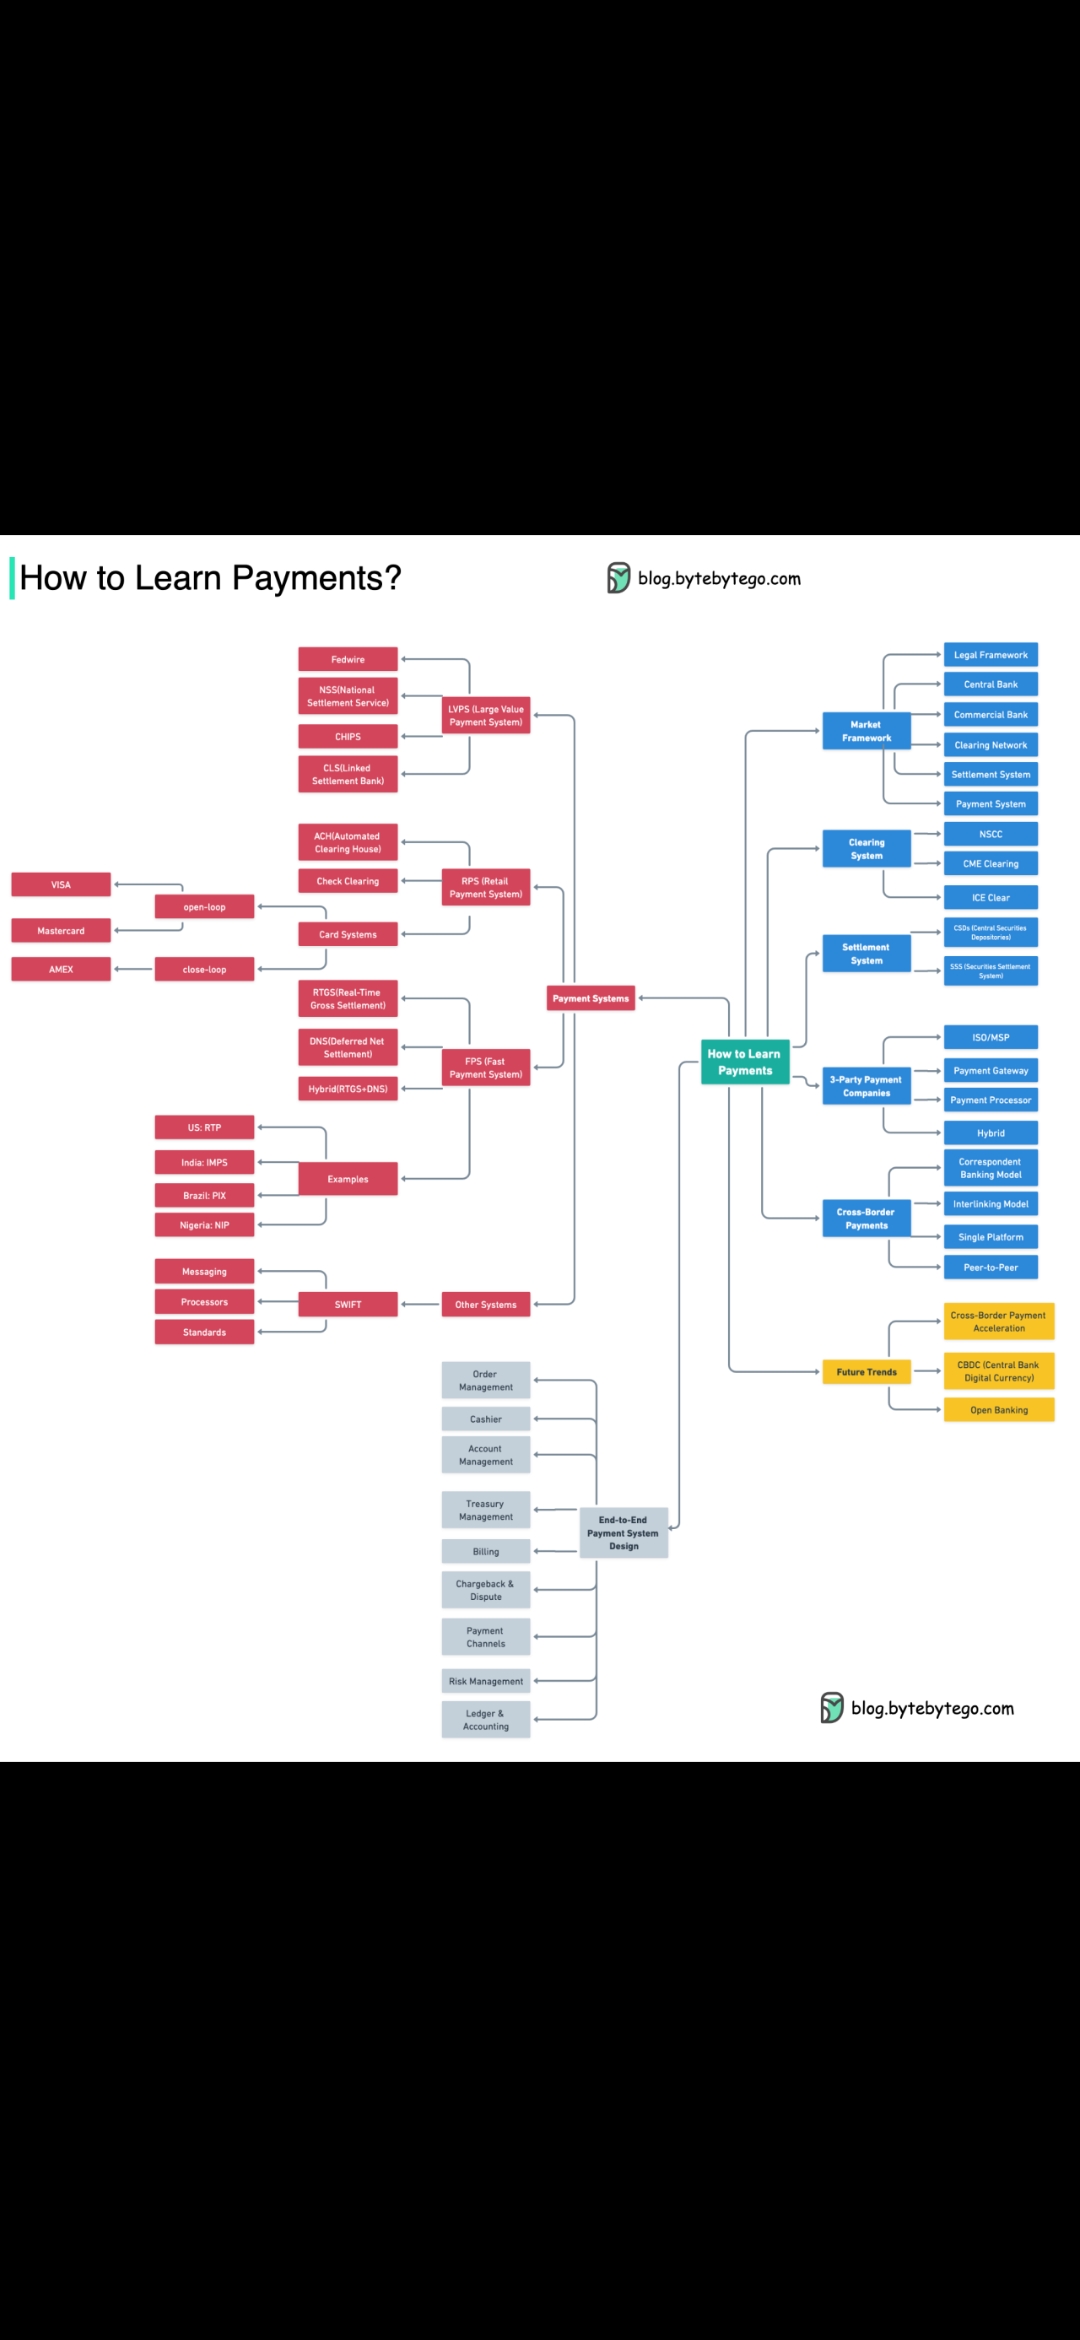 How to Learn Payments?
blog.bytebytego.com
Fedwire
NSS(National
Settlement Service)
CHIPS
CLS(Linked
Settlement Bank)
LVPS (Large Value
Payment System)
ACH(Automated
Clearing House)
Check Clearing
Card Systems
RPS (Retail
Payment System)
VISA
Mastercard
AMEX
open-loop
close-loop
RTGS(Real-Time
Gross Settlement)
DNS(Deferred Net
Settlement)
Hybrid(RTGS+DNS)
FPS (Fast
Payment System)
US: RTP
India: IMPS
Brazil: PIX
Nigeria: NIP
Examples
Messaging
Processors
Standards
SWIFT
Other Systems
Payment Systems
How to Learn
Payments
Market
Framework
Legal Framework
Central Bank
Commercial Bank
Clearing Network
Settlement System
Payment System
Clearing
System
NSCC
CME Clearing
ICE Clear
Settlement
System
CSDs (Central Securities
Depositories)
SSS (Securities Settlement
System)
3-Party Payment
Companies
ISO/MSP
Payment Gateway
Payment Processor
Hybrid
Cross-Border
Payments
Correspondent
Banking Model
Interlinking Model
Single Platform
Peer-to-Peer
Future Trends
Cross-Border Payment
Acceleration
CBDC (Central Bank
Digital Currency)
Open Banking
Order
Management
Cashier
Account
Management
Treasury
Management
Billing
Chargeback &
Dispute
Payment
Channels
Risk Management
Ledger &
Accounting
End-to-End
Payment System
Design
blog.bytebytego.com